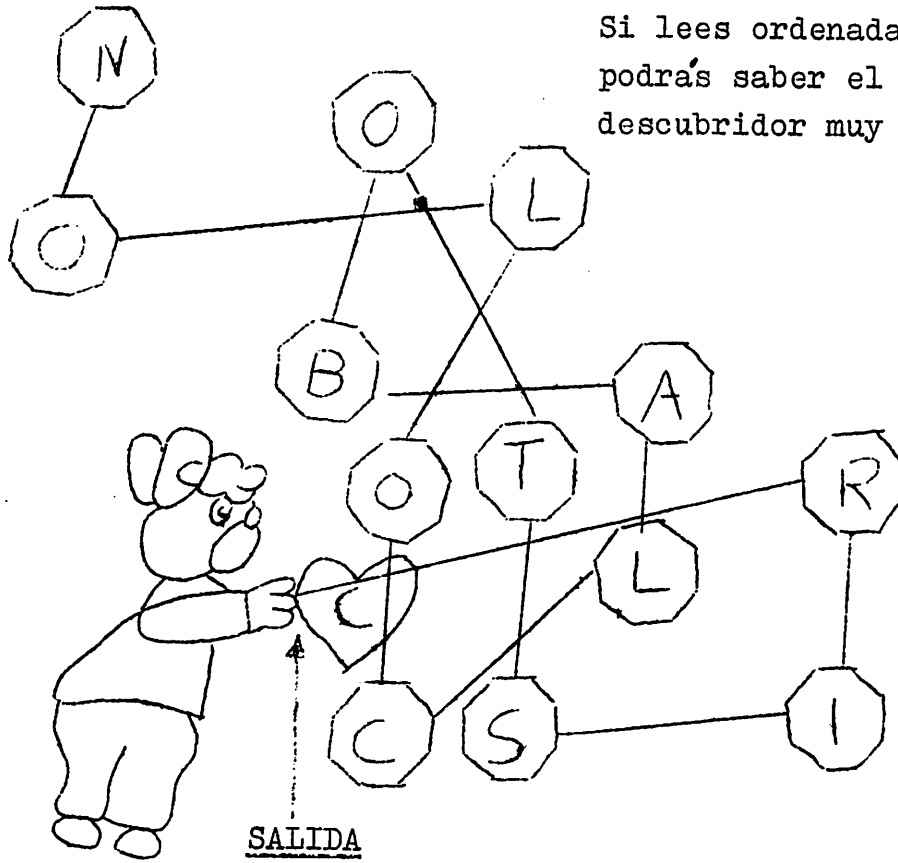 Si lees ordenada
podrás saber el
descubridor muy
N
O
O
L
B
A
O
T
R
C
L
C
S
I
SALIDA